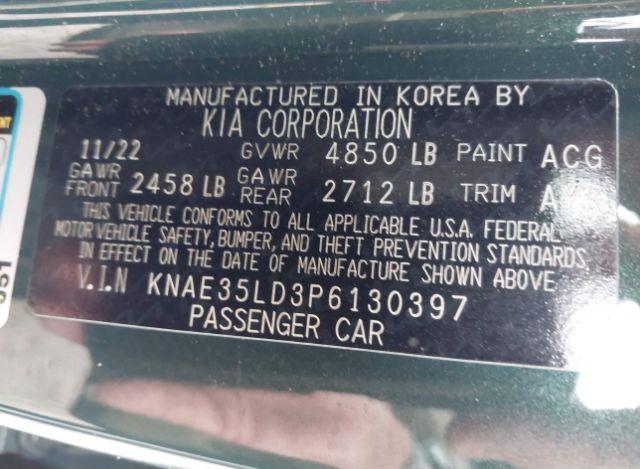 MANUFACTURED IN KOREA BY
KIA CORPORATION
11/22 GVWR 4850 LB PAINT ACG
GAWR FRONT 2458 LB GAWR REAR 2712 LB TRIM
THIS VEHICLE CONFORMS TO ALL APPLICABLE U.S.A. FEDERAL
MOTOR VEHICLE SAFETY, BUMPER, AND THEFT PREVENTION STANDARDS
IN EFFECT ON THE DATE OF MANUFACTURE SHOWN ABOVE
V.I.N KNAE35LD3P6130397
PASSENGER CAR